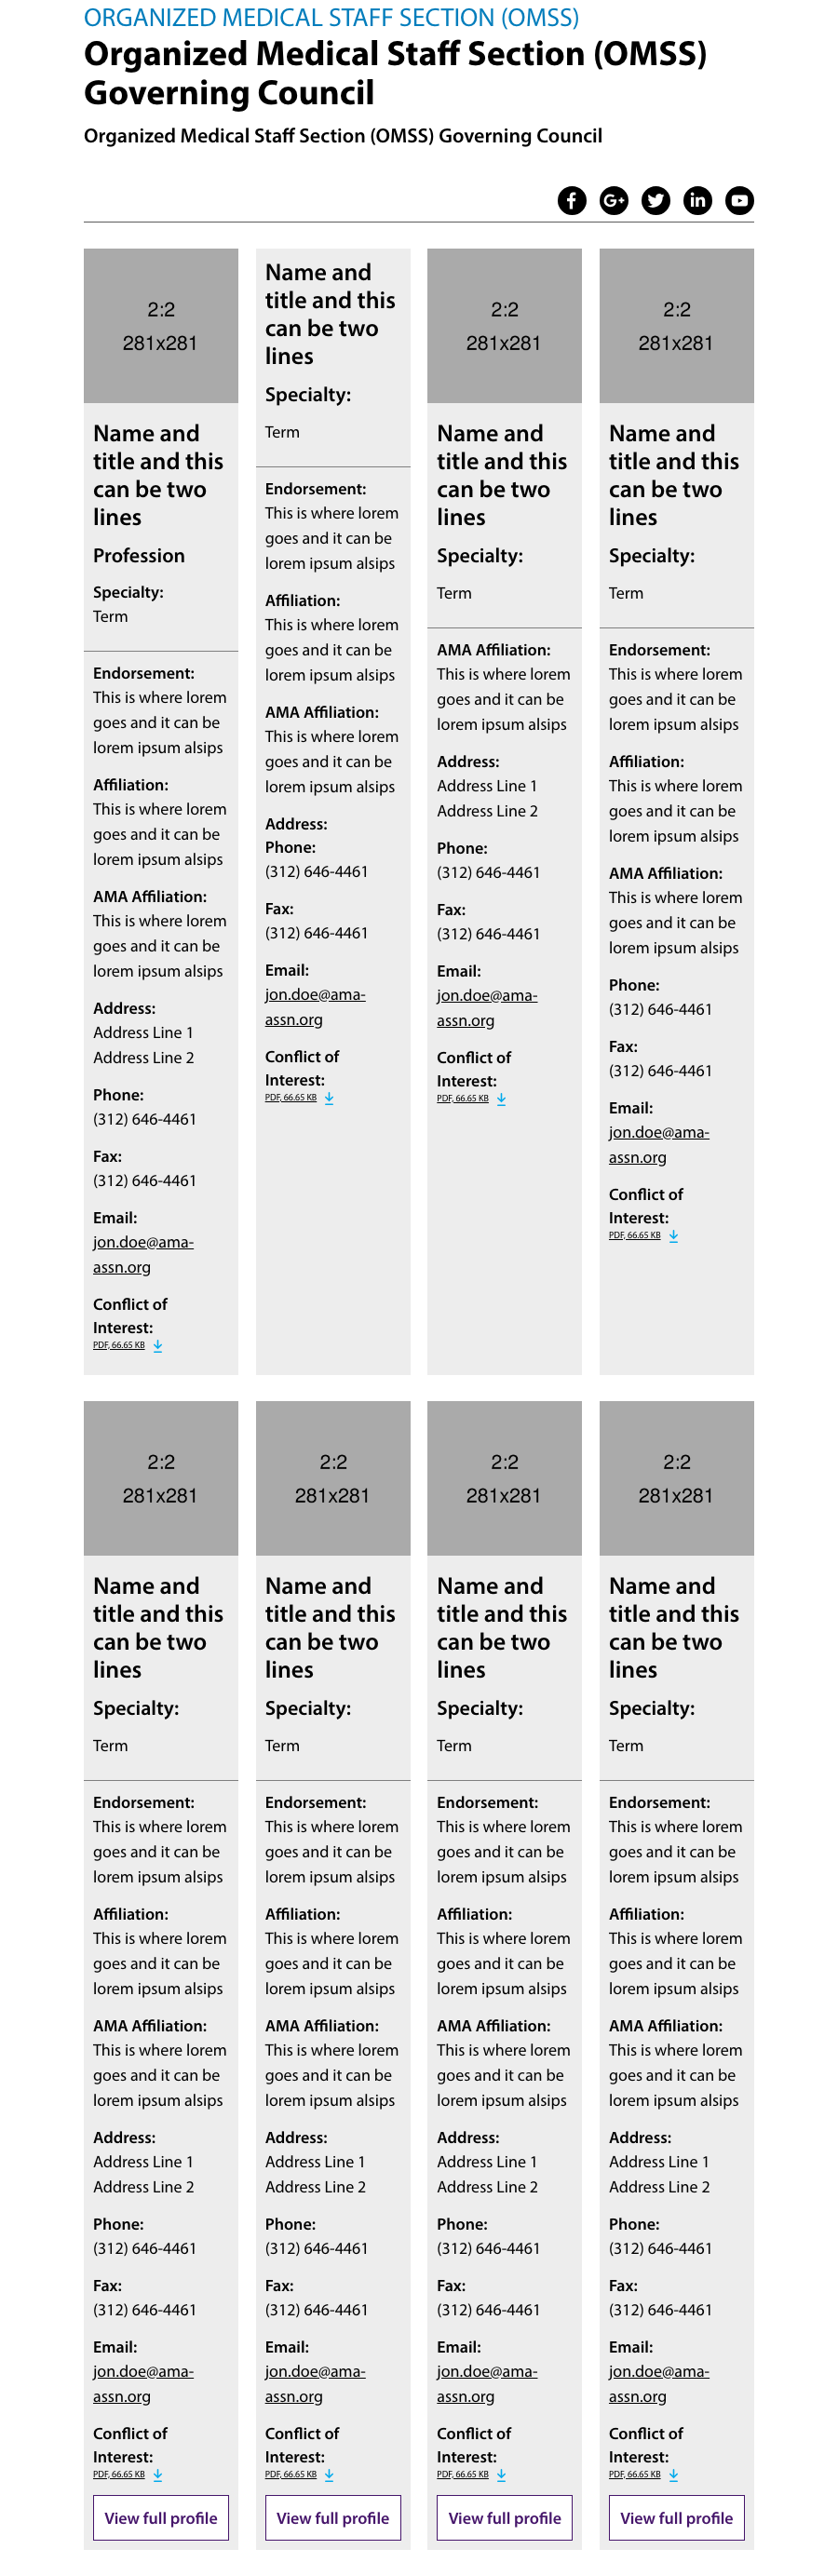 ORGANIZED MEDICAL STAFF SECTION (OMSS)
Organized Medical Staff Section (OMSS)
Governing Council
Organized Medical Staff Section (OMSS) Governing Council
2:2
281x281
Name and
title and this
can be two
lines
Profession
Specialty:
Term
Endorsement:
This is where lorem
goes and it can be
lorem ipsum alsips
Affiliation:
This is where lorem
goes and it can be
lorem ipsum alsips
AMA Affiliation:
This is where lorem
goes and it can be
lorem ipsum alsips
Address:
Address Line 1
Address Line 2
Phone:
(312) 646-4461
Fax:
(312) 646-4461
Email:
jon.doe@ama-
assn.org
Conflict of
Interest:
PDF, 66.65 KB
Name and
title and this
can be two
lines
Specialty:
Term
Endorsement:
This is where lorem
goes and it can be
lorem ipsum alsips
Affiliation:
This is where lorem
goes and it can be
lorem ipsum alsips
AMA Affiliation:
This is where lorem
goes and it can be
lorem ipsum alsips
Address:
Phone:
(312) 646-4461
Fax:
(312) 646-4461
Email:
jon.doe@ama-
assn.org
Conflict of
Interest:
PDF, 66.65 KB
2:2
281x281
Name and
title and this
can be two
lines
Specialty:
Term
AMA Affiliation:
This is where lorem
goes and it can be
lorem ipsum alsips
Address:
Address Line 1
Address Line 2
Phone:
(312) 646-4461
Fax:
(312) 646-4461
Email:
jon.doe@ama-
assn.org
Conflict of
Interest:
PDF, 66.65 KB
2:2
281x281
Name and
title and this
can be two
lines
Specialty:
Term
Endorsement:
This is where lorem
goes and it can be
lorem ipsum alsips
Affiliation:
This is where lorem
goes and it can be
lorem ipsum alsips
AMA Affiliation:
This is where lorem
goes and it can be
lorem ipsum alsips
Phone:
(312) 646-4461
Fax:
(312) 646-4461
Email:
jon.doe@ama-
assn.org
Conflict of
Interest:
PDF, 66.65 KB
2:2
281x281
Name and
title and this
can be two
lines
Specialty:
Term
Endorsement:
This is where lorem
goes and it can be
lorem ipsum alsips
Affiliation:
This is where lorem
goes and it can be
lorem ipsum alsips
AMA Affiliation:
This is where lorem
goes and it can be
lorem ipsum alsips
Address:
Address Line 1
Address Line 2
Phone:
(312) 646-4461
Fax:
(312) 646-4461
Email:
jon.doe@ama-
assn.org
Conflict of
Interest:
PDF, 66.65 KB
View full profile
2:2
281x281
Name and
title and this
can be two
lines
Specialty:
Term
Endorsement:
This is where lorem
goes and it can be
lorem ipsum alsips
Affiliation:
This is where lorem
goes and it can be
lorem ipsum alsips
AMA Affiliation:
This is where lorem
goes and it can be
lorem ipsum alsips
Address:
Address Line 1
Address Line 2
Phone:
(312) 646-4461
Fax:
(312) 646-4461
Email:
jon.doe@ama-
assn.org
Conflict of
Interest:
PDF, 66.65 KB
View full profile
2:2
281x281
Name and
title and this
can be two
lines
Specialty:
Term
Endorsement:
This is where lorem
goes and it can be
lorem ipsum alsips
Affiliation:
This is where lorem
goes and it can be
lorem ipsum alsips
AMA Affiliation:
This is where lorem
goes and it can be
lorem ipsum alsips
Address:
Address Line 1
Address Line 2
Phone:
(312) 646-4461
Fax:
(312) 646-4461
Email:
jon.doe@ama-
assn.org
Conflict of
Interest:
PDF, 66.65 KB
View full profile
2:2
281x281
Name and
title and this
can be two
lines
Specialty:
Term
Endorsement:
This is where lorem
goes and it can be
lorem ipsum alsips
Affiliation:
This is where lorem
goes and it can be
lorem ipsum alsips
AMA Affiliation:
This is where lorem
goes and it can be
lorem ipsum alsips
Address:
Address Line 1
Address Line 2
Phone:
(312) 646-4461
Fax:
(312) 646-4461
Email:
jon.doe@ama-
assn.org
Conflict of
Interest:
PDF, 66.65 KB
View full profile